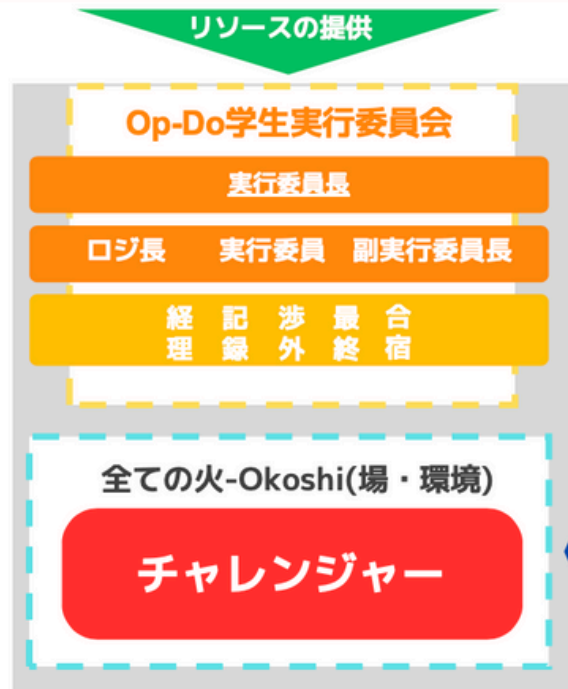 リソースの提供
Op-Do学生実行委員会
実行委員長
ロジ長 実行委員 副実行委員長
経理 記録 渉外 最終 合宿
全ての火-Okoshi(場・環境)
チャレンジャー